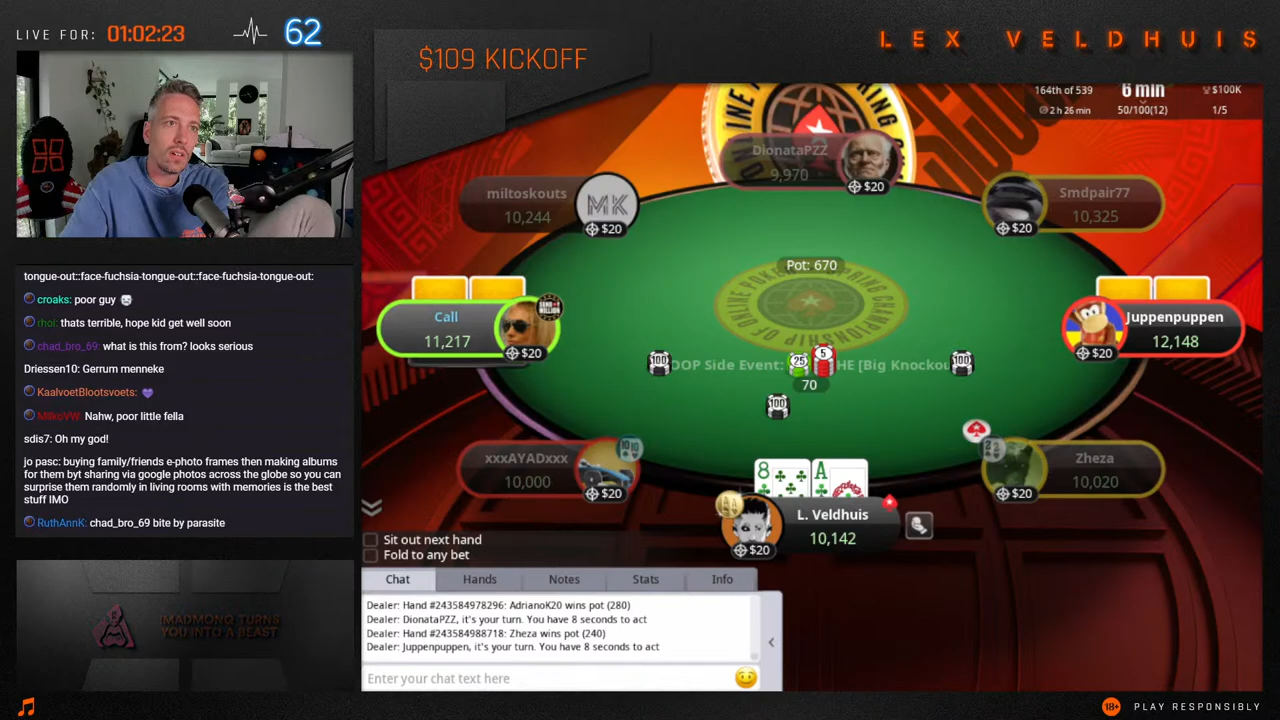 LIVE FOR: 01:02:23
62
$109 KICKOFF
LEX VELDHUIS
164th of 539
2 h 26 min
6 min
50/100(12)
$100K
1/5
DionataPZZ
9,970
$20
miltoskouts
10,244
MK
$20
Smdpair77
10,325
$20
Pot: 670
Call
11,217
$20
Juppenpuppen
12,148
$20
100
25
5
100
OOP Side Event:
HE [Big Knockou
70
100
xxxAYADxxx
10,000
$20
8
A
Zheza
10,020
$20
L. Veldhuis
10,142
$20
tongue-out::face-fuchsia-tongue-out::face-fuchsia-tongue-out:
croaks: poor guy
rhoi: thats terrible, hope kid get well soon
chad_bro_69: what is this from? looks serious
Driessen10: Gerrum menneke
KaalvoetBlootsvoets:
MilkoVW: Nahw, poor little fella
sdis7: Oh my god!
jo pasc: buying family/friends e-photo frames then making albums
for them byt sharing via google photos across the globe so you can
surprise them randomly in living rooms with memories is the best
stuff IMO
RuthAnnK: chad_bro_69 bite by parasite
IMADMONQ TURNS
YOU INTO A BEAST
Sit out next hand
Fold to any bet
Chat
Hands
Notes
Stats
Info
Dealer: Hand #243584978296: AdrianoK20 wins pot (280)
Dealer: DionataPZZ, it's your turn. You have 8 seconds to act
Dealer: Hand #243584988718: Zheza wins pot (240)
Dealer: Juppenpuppen, it's your turn. You have 8 seconds to act
Enter your chat text here
18+ PLAY RESPONSIBLY